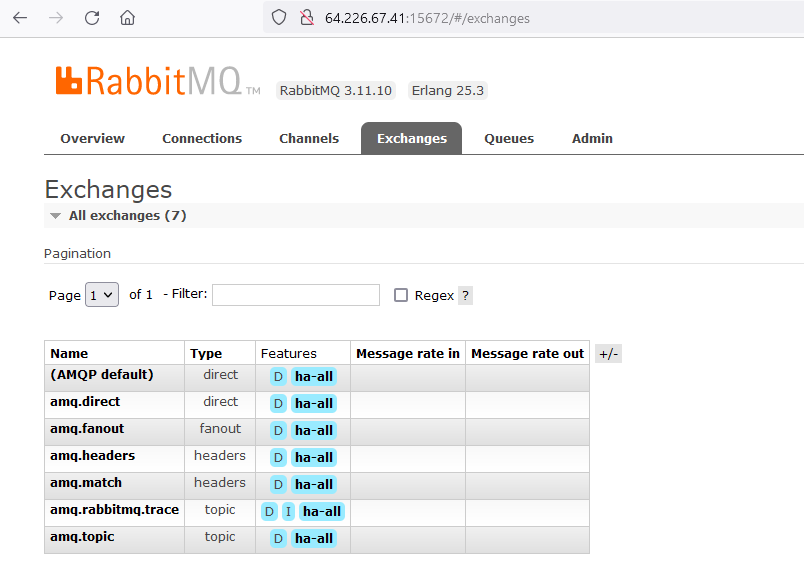 64.226.67.41:15672/#/exchanges
RabbitMQ TM RabbitMQ 3.11.10 Erlang 25.3
Overview Connections Channels Exchanges Queues Admin
Exchanges
All exchanges (7)
Pagination
Page 1 of 1 - Filter: Regex ?
Name Type Features Message rate in Message rate out +/-
(AMQP default) direct D ha-all
amq.direct direct D ha-all
amq.fanout fanout D ha-all
amq.headers headers D ha-all
amq.match headers D ha-all
amq.rabbitmq.trace topic D I ha-all
amq.topic topic D ha-all